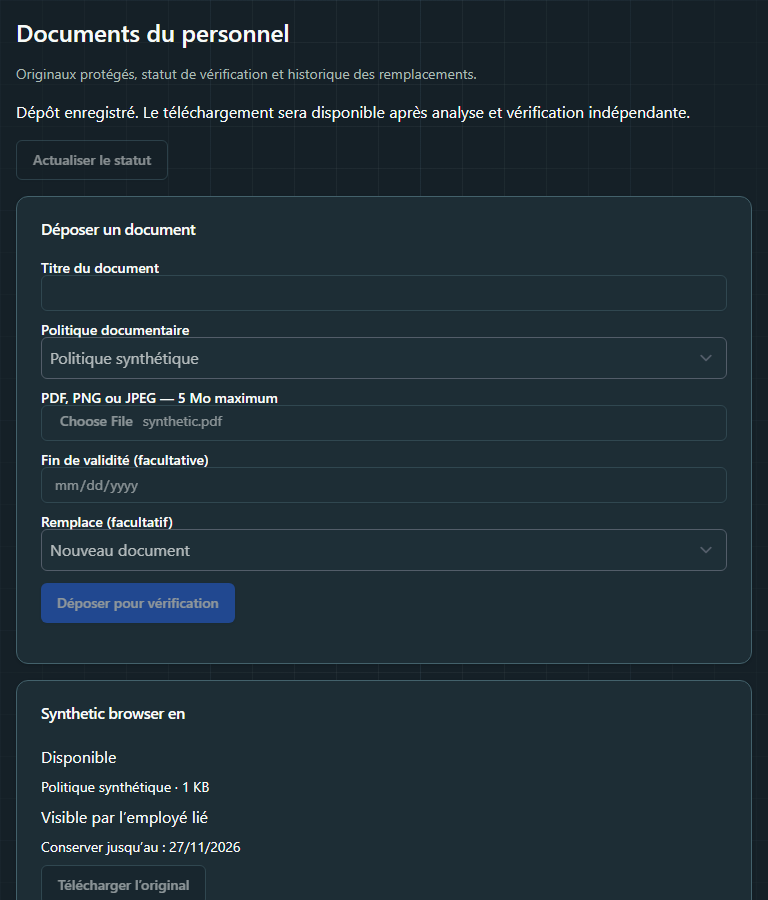 Documents du personnel
Originaux protégés, statut de vérification et historique des remplacements.
Dépôt enregistré. Le téléchargement sera disponible après analyse et vérification indépendante.
Actualiser le statut
Déposer un document
Titre du document
Politique documentaire
Politique synthétique
PDF, PNG ou JPEG — 5 Mo maximum
Choose File synthetic.pdf
Fin de validité (facultative)
mm/dd/yyyy
Remplace (facultatif)
Nouveau document
Déposer pour vérification
Synthetic browser en
Disponible
Politique synthétique · 1 KB
Visible par l’employé lié
Conserver jusqu’au : 27/11/2026
Télécharger l’original